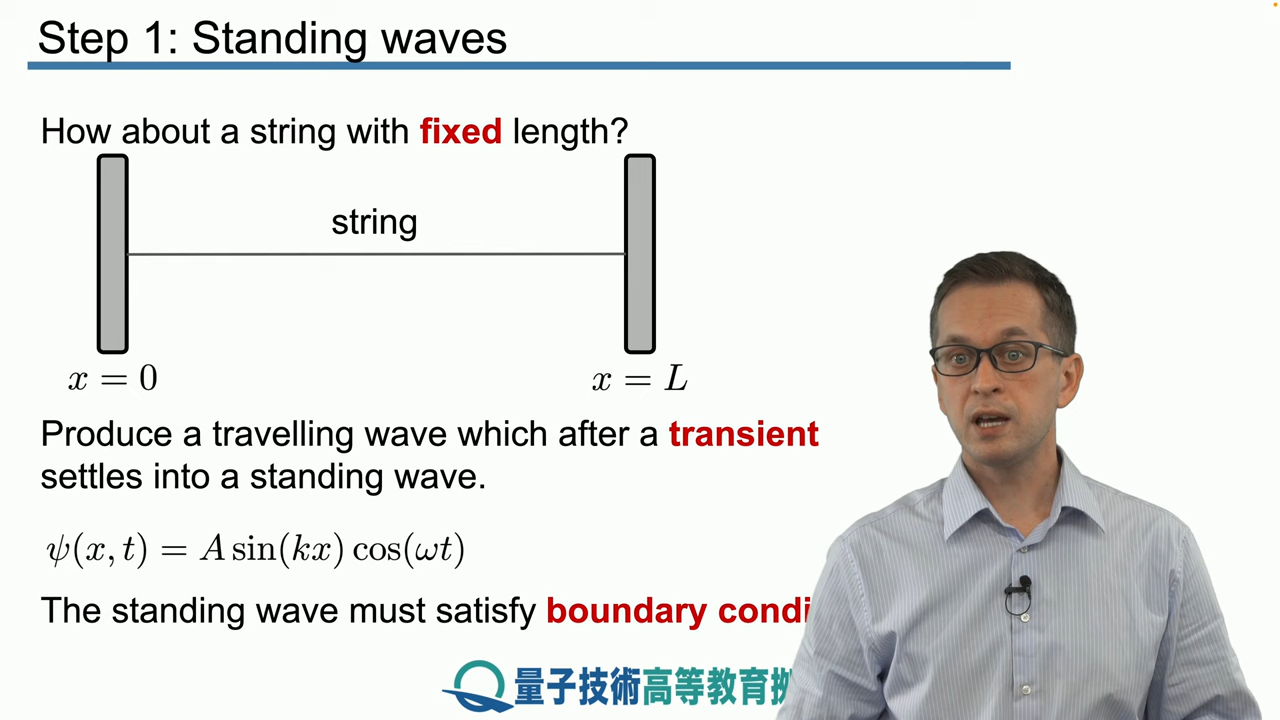 Step 1: Standing waves
How about a string with fixed length?
string
x = 0
x = L
Produce a travelling wave which after a transient
settles into a standing wave.
ψ(x, t) = A sin(kx) cos(ωt)
The standing wave must satisfy boundary condi
量子技術高等教育拠